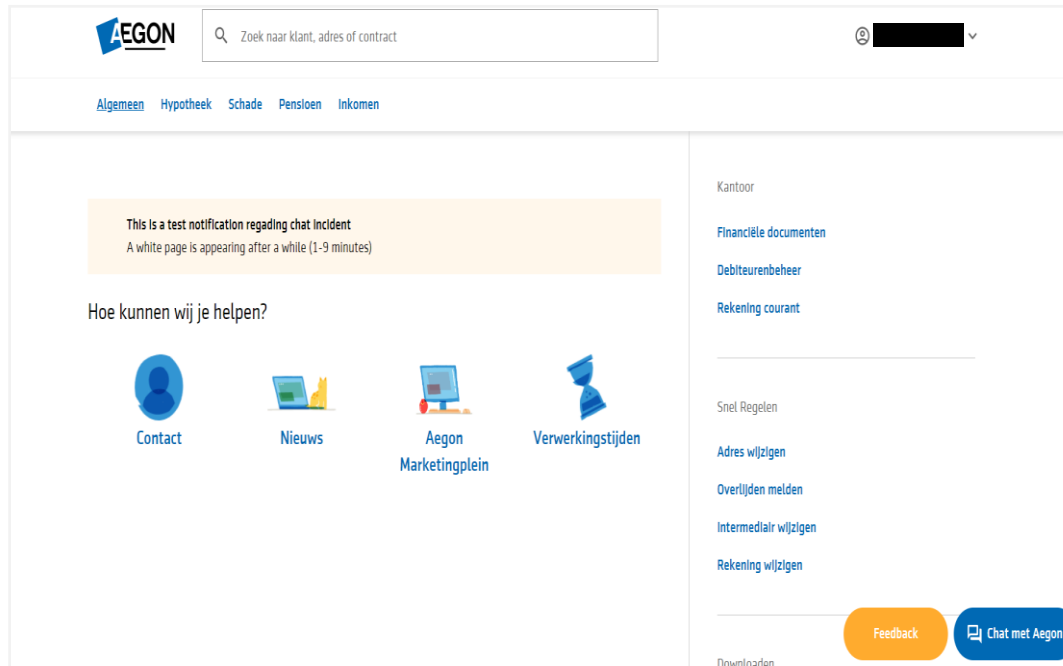 AEGON
Zoek naar klant, adres of contract
Algemeen Hypotheek Schade Pensioen Inkomen
This is a test notification regading chat incident
A white page is appearing after a while (1-9 minutes)
Hoe kunnen wij je helpen?
Contact
Nieuws
Aegon
Marketingplein
Verwerkingstijden
Kantoor
Financiële documenten
Debiteurenbeheer
Rekening courant
Snel Regelen
Adres wijzigen
Overlijden melden
Intermediair wijzigen
Rekening wijzigen
Downloaden
Feedback
Chat met Aegon